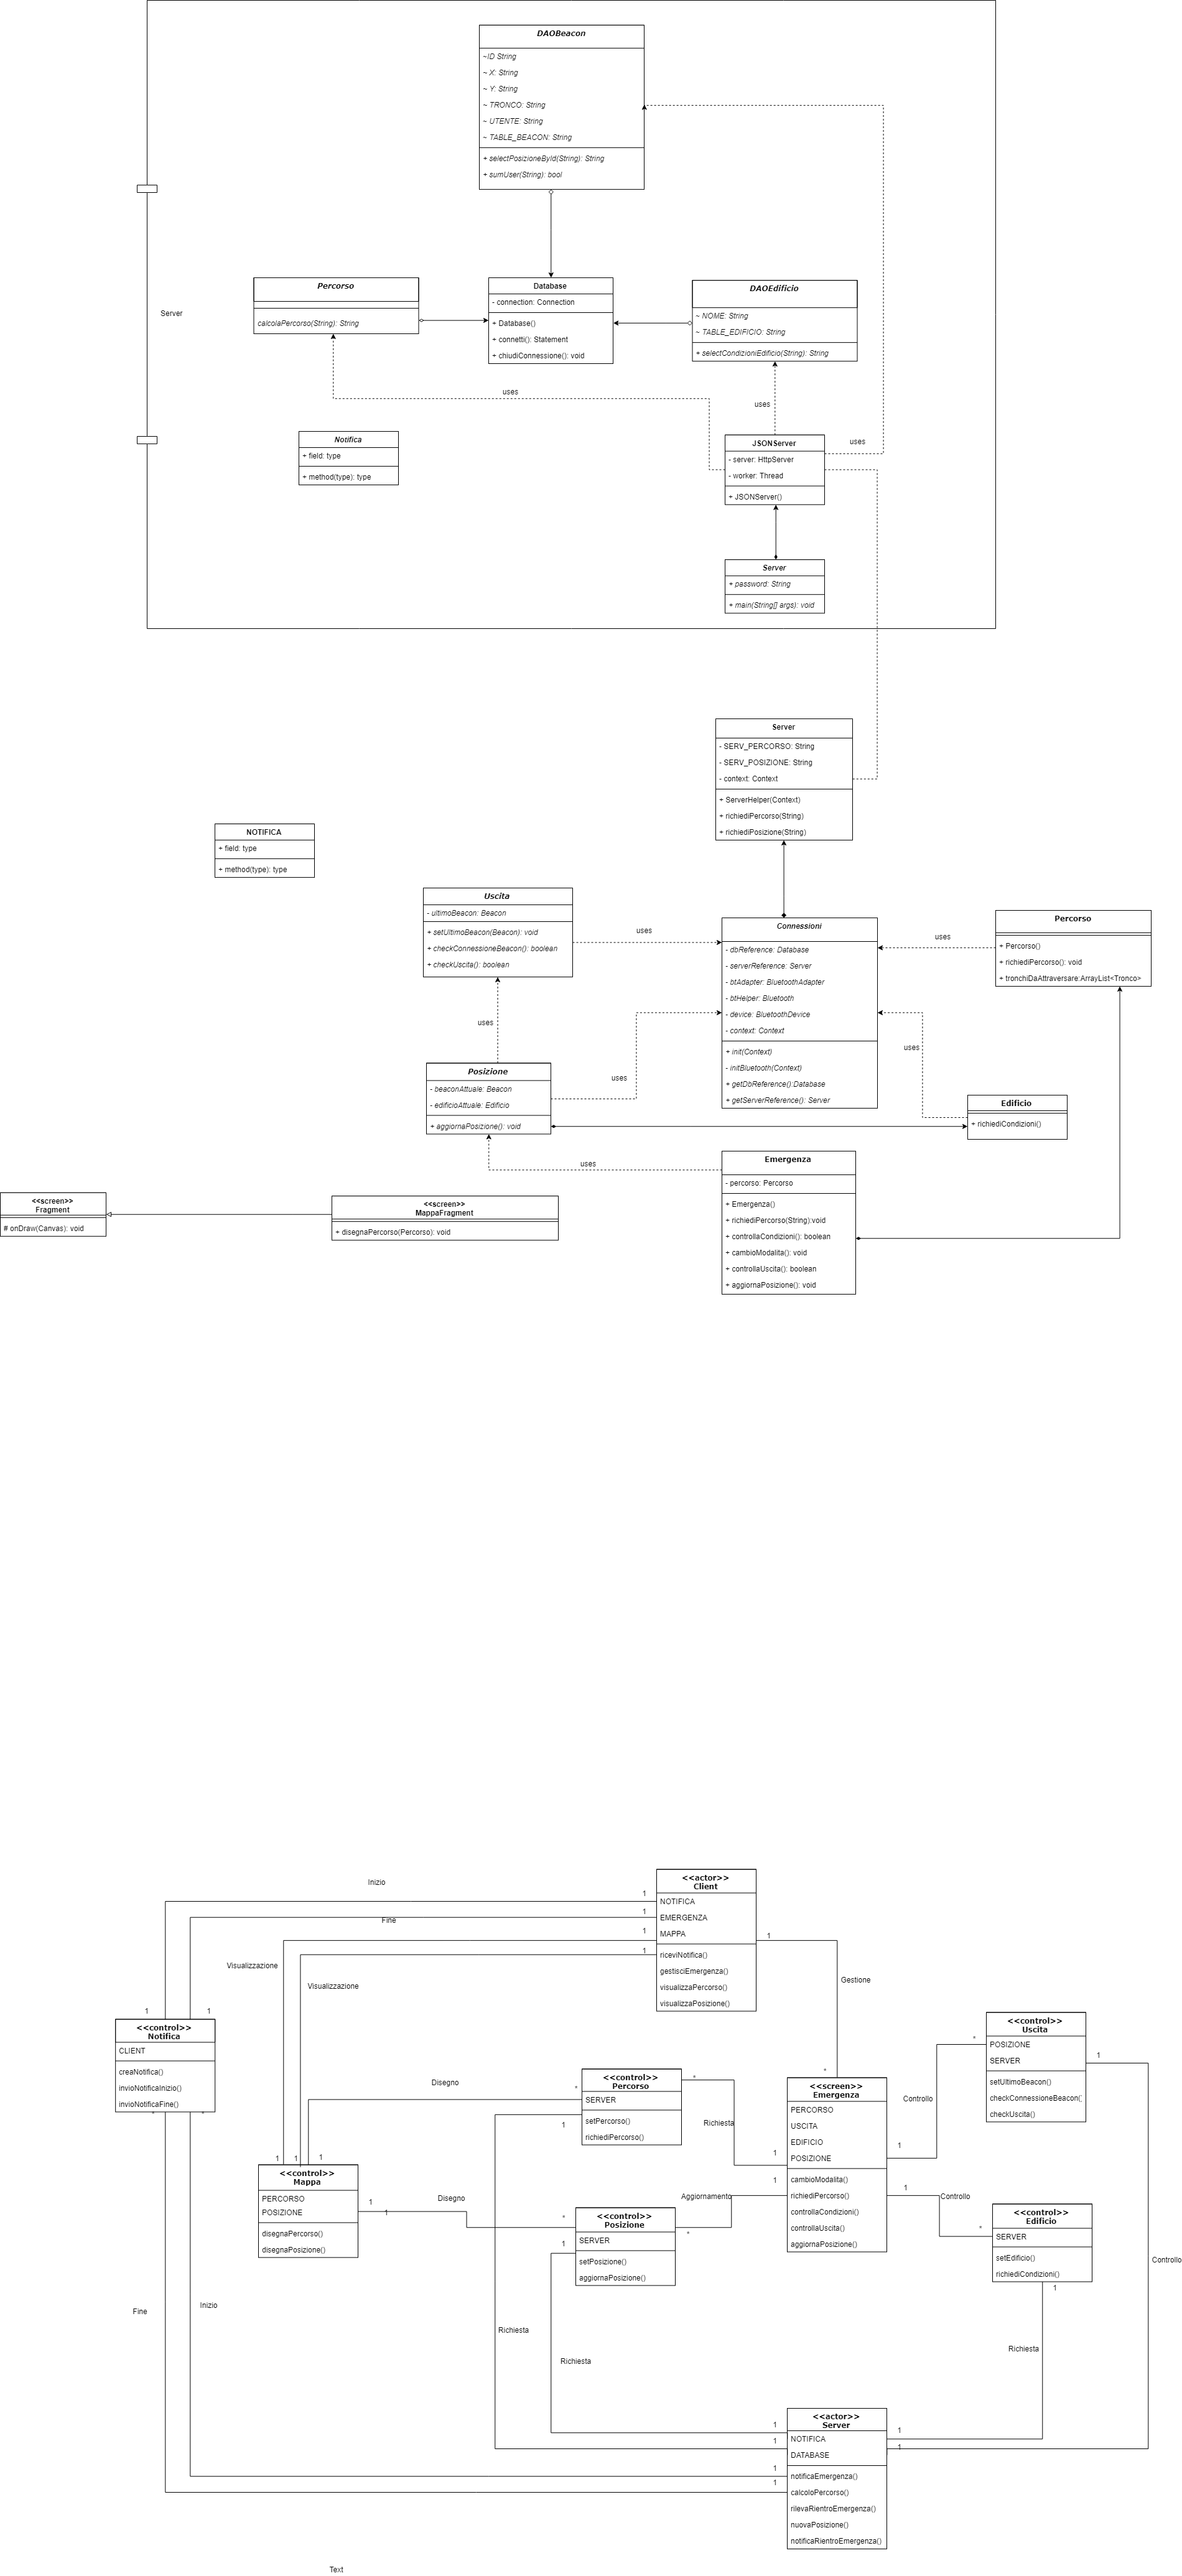 DAOBeacon
~ID String
~ X: String
~ Y: String
~ TRONCO: String
~ UTENTE: String
~ TABLE_BEACON: String
+ selectPosizioneById(String): String
+ sumUser(String): bool
Server
Percorso
calcolaPercorso(String): String
Database
- connection: Connection
+ Database()
+ connetti(): Statement
+ chiudiConnessione(): void
DAOEdificio
~ NOME: String
~ TABLE_EDIFICIO: String
+ selectCondizioniEdificio(String): String
uses
uses
uses
Notifica
+ field: type
+ method(type): type
JSONServer
- server: HttpServer
- worker: Thread
+ JSONServer()
Server
+ password: String
+ main(String[] args): void
Server
- SERV_PERCORSO: String
- SERV_POSIZIONE: String
- context: Context
+ ServerHelper(Context)
+ richiediPercorso(String)
+ richiediPosizione(String)
NOTIFICA
+ field: type
+ method(type): type
Uscita
- ultimoBeacon: Beacon
+ setUltimoBeacon(Beacon): void
+ checkConnessioneBeacon(): boolean
+ checkUscita(): boolean
uses
Connessioni
- dbReference: Database
- serverReference: Server
- btAdapter: BluetoothAdapter
- btHelper: Bluetooth
- device: BluetoothDevice
- context: Context
+ init(Context)
- initBluetooth(Context)
+ getDbReference():Database
+ getServerReference(): Server
uses
Percorso
+ Percorso()
+ richiediPercorso(): void
+ tronchiDaAttraversare:ArrayList<Tronco>
uses
uses
uses
Posizione
- beaconAttuale: Beacon
- edificioAttuale: Edificio
+ aggiornaPosizione(): void
Edificio
+ richiediCondizioni()
uses
Emergenza
- percorso: Percorso
+ Emergenza()
+ richiediPercorso(String):void
+ controllaCondizioni(): boolean
+ cambioModalita(): void
+ controllaUscita(): boolean
+ aggiornaPosizione(): void
<<screen>>
Fragment
# onDraw(Canvas): void
<<screen>>
MappaFragment
+ disegnaPercorso(Percorso): void
<<actor>>
Client
NOTIFICA
EMERGENZA
MAPPA
riceviNotifica()
gestisciEmergenza()
visualizzaPercorso()
visualizzaPosizione()
Inizio
1
1
Fine
1
1
1
Visualizzazione
Visualizzazione
Gestione
1
1
<<control>>
Notifica
CLIENT
creaNotifica()
invioNotificaInizio()
invioNotificaFine()
*
*
<<control>>
Uscita
POSIZIONE
SERVER
setUltimoBeacon()
checkConnessioneBeacon(
checkUscita()
*
1
Controllo
1
Disegno
*
1
<<control>>
Percorso
SERVER
setPercorso()
richiediPercorso()
*
Richiesta
1
*
<<screen>>
Emergenza
PERCORSO
USCITA
EDIFICIO
POSIZIONE
cambioModalita()
richiediPercorso()
controllaCondizioni()
controllaUscita()
aggiornaPosizione()
1
1
1
<<control>>
Mappa
PERCORSO
POSIZIONE
disegnaPercorso()
disegnaPosizione()
1
1
Disegno
*
1
<<control>>
Posizione
SERVER
setPosizione()
aggiornaPosizione()
1
Aggiornamento
*
1
Controllo
*
<<control>>
Edificio
SERVER
setEdificio()
richiediCondizioni()
1
Controllo
Fine
Inizio
Richiesta
Richiesta
Richiesta
<<actor>>
Server
NOTIFICA
DATABASE
notificaEmergenza()
calcoloPercorso()
rilevaRientroEmergenza()
nuovaPosizione()
notificaRientroEmergenza()
1
1
1
1
1
1
Text